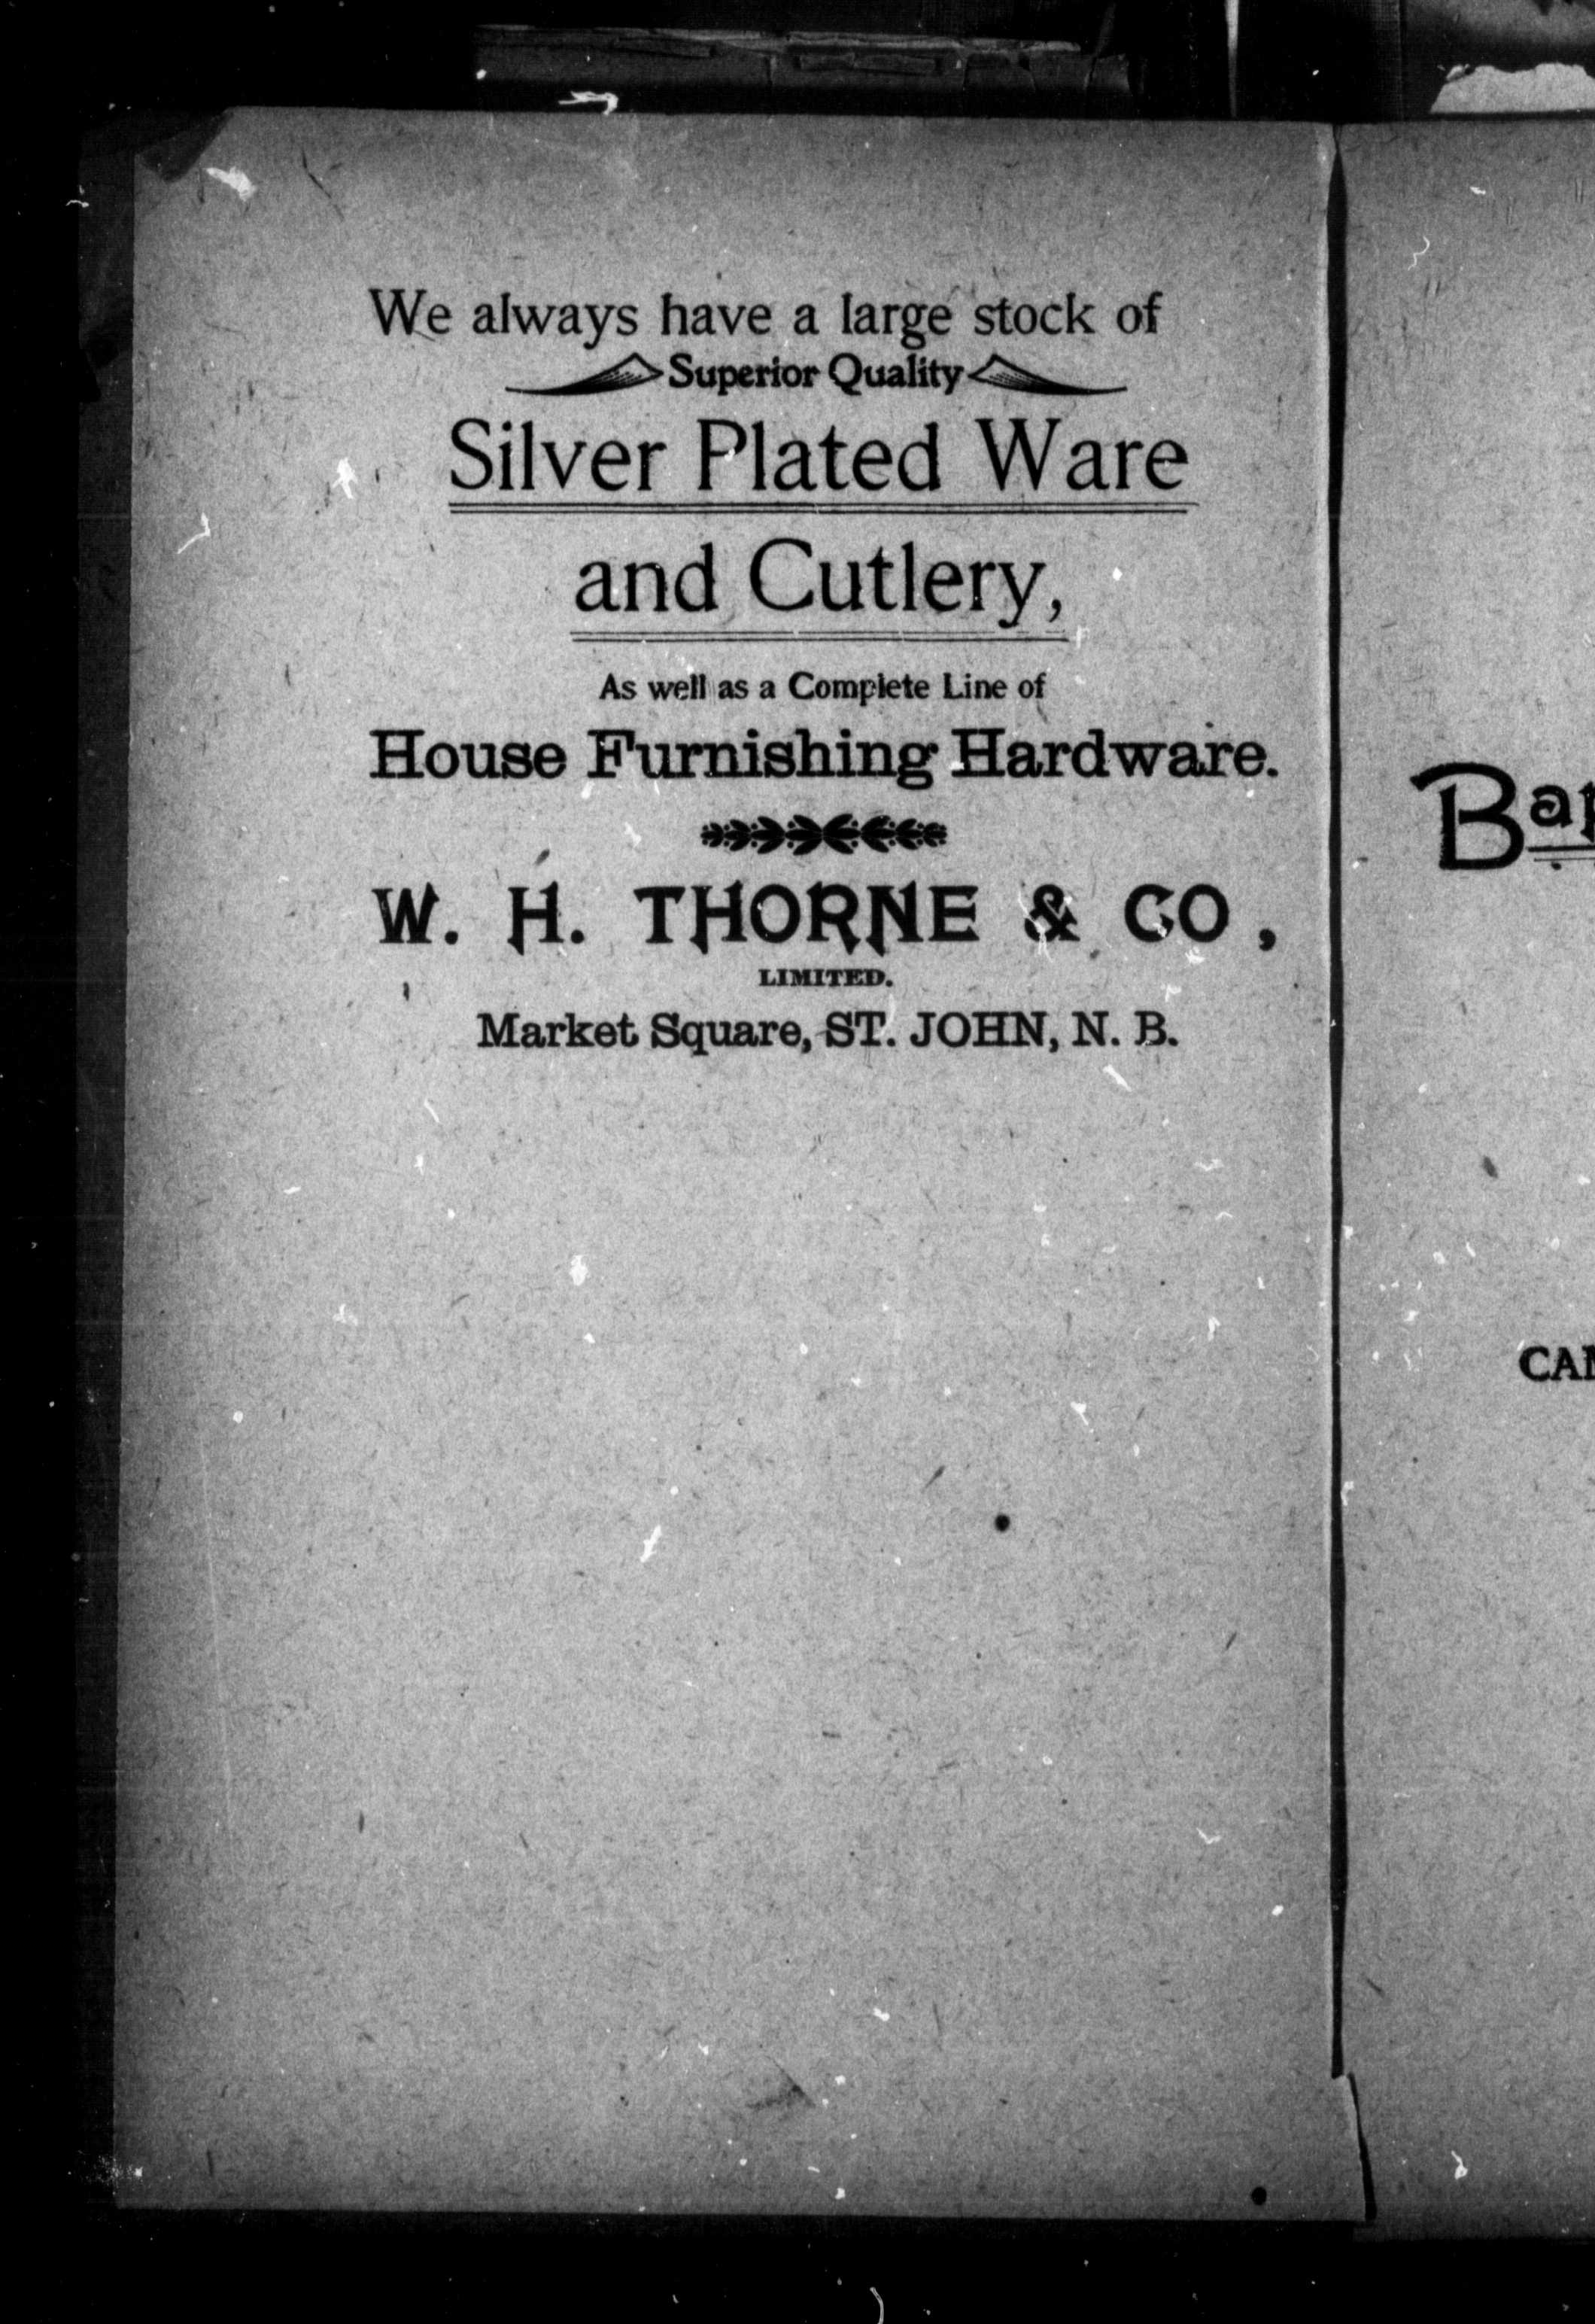 We always have a large stock of
Superior Quality
Silver Plated Ware
and Cutlery,
As well as a Complete Line of
House Furnishing Hardware.
W. H. THORNE & CO,
LIMITED.
Market Square, ST. JOHN, N. B.